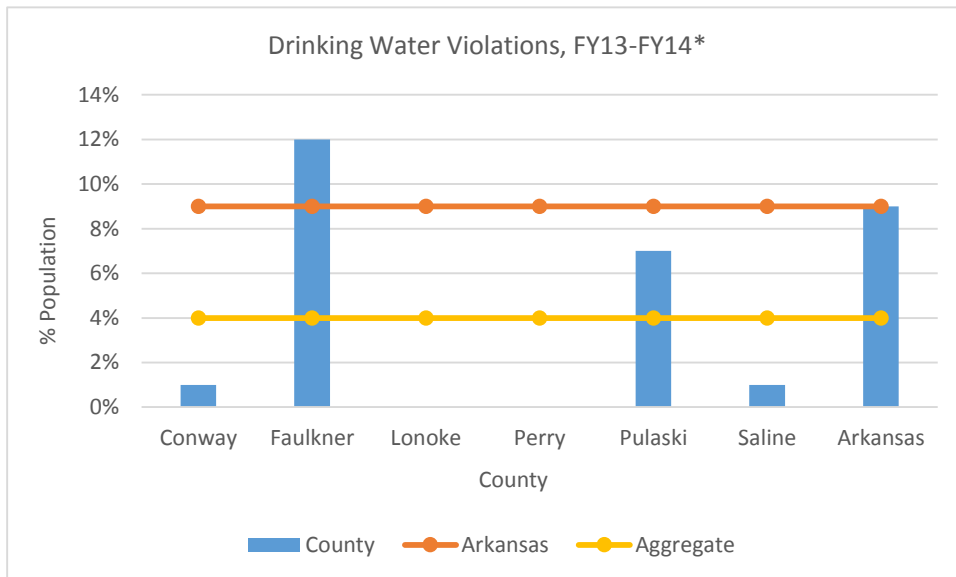 Drinking Water Violations, FY13-FY14*
14%
12%
10%
8%
6%
4%
2%
0%
% Population
Conway Faulkner Lonoke Perry Pulaski Saline Arkansas
County
County Arkansas Aggregate